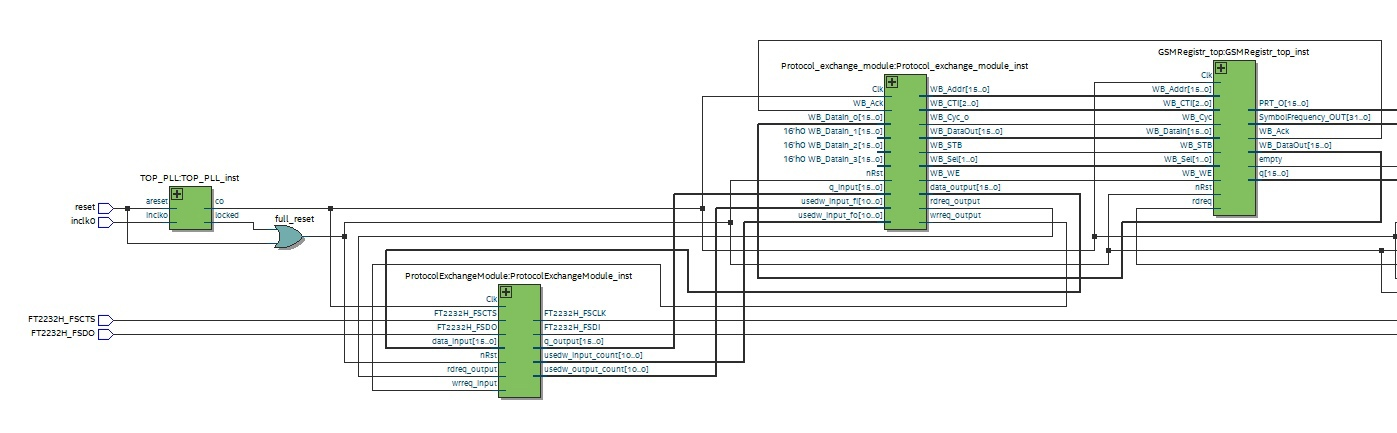 GSMRegistr_top:GSMRegistr_top_inst
Protocol_exchange_module:Protocol_exchange_module_inst
Clk
Clk
WB_Addr[15..0]
WB_Addr[15..0]
WB_Ack
WB_CTI[2..0]
WB_CTI[2..0]
PRT_O[15..0]
WB_DataIn_0[15..0]
WB_Cyc_o
WB_Cyc
SymbolFrequency_OUT[31..0]
16'h0 WB_DataIn_1[15..0]
WB_DataOut[15..0]
WB_DataIn[15..0]
WB_Ack
16'h0 WB_DataIn_2[15..0]
WB_STB
WB_STB
WB_DataOut[15..0]
16'h0 WB_DataIn_3[15..0]
WB_Sel[1..0]
WB_Sel[1..0]
empty
nRst
WB_WE
WB_WE
q[15..0]
q_input[15..0]
data_output[15..0]
nRst
usedw_input_fi[10..0]
rdreq_output
rdreq
usedw_input_fo[10..0]
wrreq_output
TOP_PLL:TOP_PLL_inst
reset
areset
c0
inclk0
inclk0
locked
full_reset
ProtocolExchangeModule:ProtocolExchangeModule_inst
Clk
FT2232H_FSCTS
FT2232H_FSCTS
FT2232H_FSCLK
FT2232H_FSDO
FT2232H_FSDO
FT2232H_FSDI
data_input[15..0]
q_output[15..0]
nRst
usedw_input_count[10..0]
rdreq_output
usedw_output_count[10..0]
wrreq_input